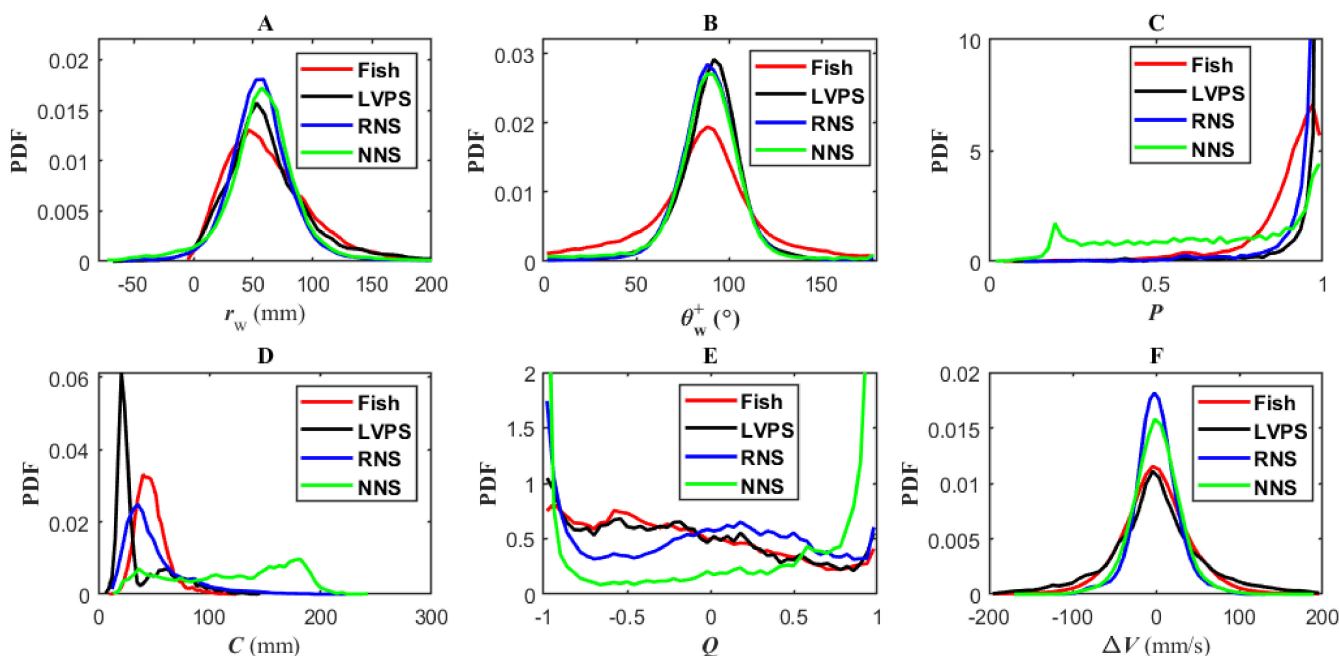 A
PDF
0.02
0.015
0.01
0.005
0
-50
0
50
100
150
200
r_w (mm)
Fish
LVPS
RNS
NNS
B
PDF
0.03
0.02
0.01
0
0
50
100
150
θ_w^+ (°)
Fish
LVPS
RNS
NNS
C
PDF
10
5
0
0
0.5
1
P
Fish
LVPS
RNS
NNS
D
PDF
0.06
0.04
0.02
0
0
100
200
300
C (mm)
Fish
LVPS
RNS
NNS
E
PDF
2
1.5
1
0.5
0
-1
-0.5
0
0.5
1
Q
Fish
LVPS
RNS
NNS
F
PDF
0.02
0.015
0.01
0.005
0
-200
-100
0
100
200
ΔV (mm/s)
Fish
LVPS
RNS
NNS